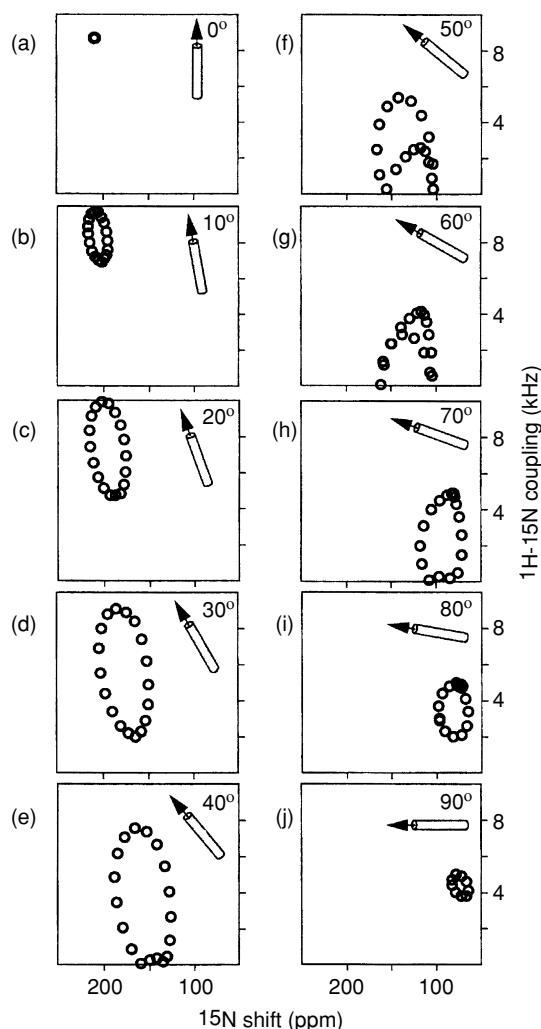 (a) 0° (f) 50° 8
4
(b) 10° (g) 60° 8
4
(c) 20° (h) 70° 8
4
(d) 30° (i) 80° 8
4
(e) 40° (j) 90° 8
4
200 100 200 100
15N shift (ppm)
1H-15N coupling (kHz)